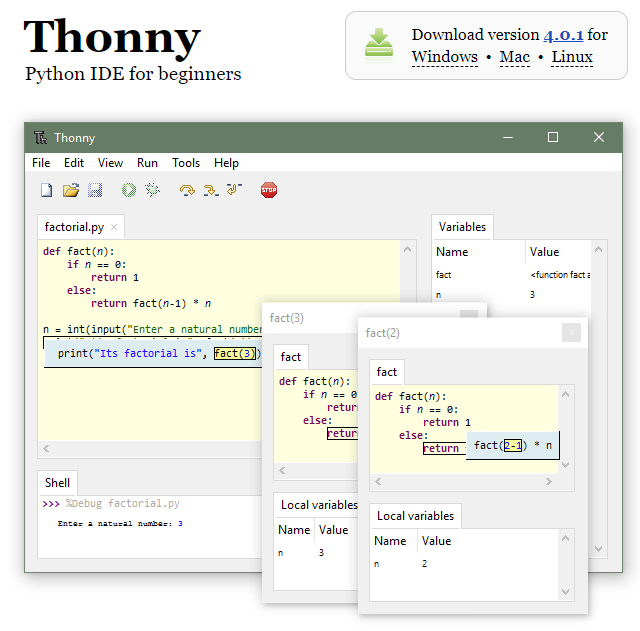 Thonny
Python IDE for beginners
Download version 4.0.1 for
Windows • Mac • Linux
Thonny
File Edit View Run Tools Help
STOP
factorial.py ×
def fact(n):
    if n == 0:
        return 1
    else:
        return fact(n-1) * n
n = int(input("Enter a natural number
print("Its factorial is", fact(3))
Shell
>>> %Debug factorial.py
Enter a natural number: 3
Variables
Name Value
fact <function fact a
n 3
fact(3)
fact
def fact(n):
    if n == 0:
        return
    else:
        return
Local variables
Name Value
n 3
fact(2)
fact
def fact(n):
    if n == 0:
        return 1
    else:
        return fact(2-1) * n
Local variables
Name Value
n 2